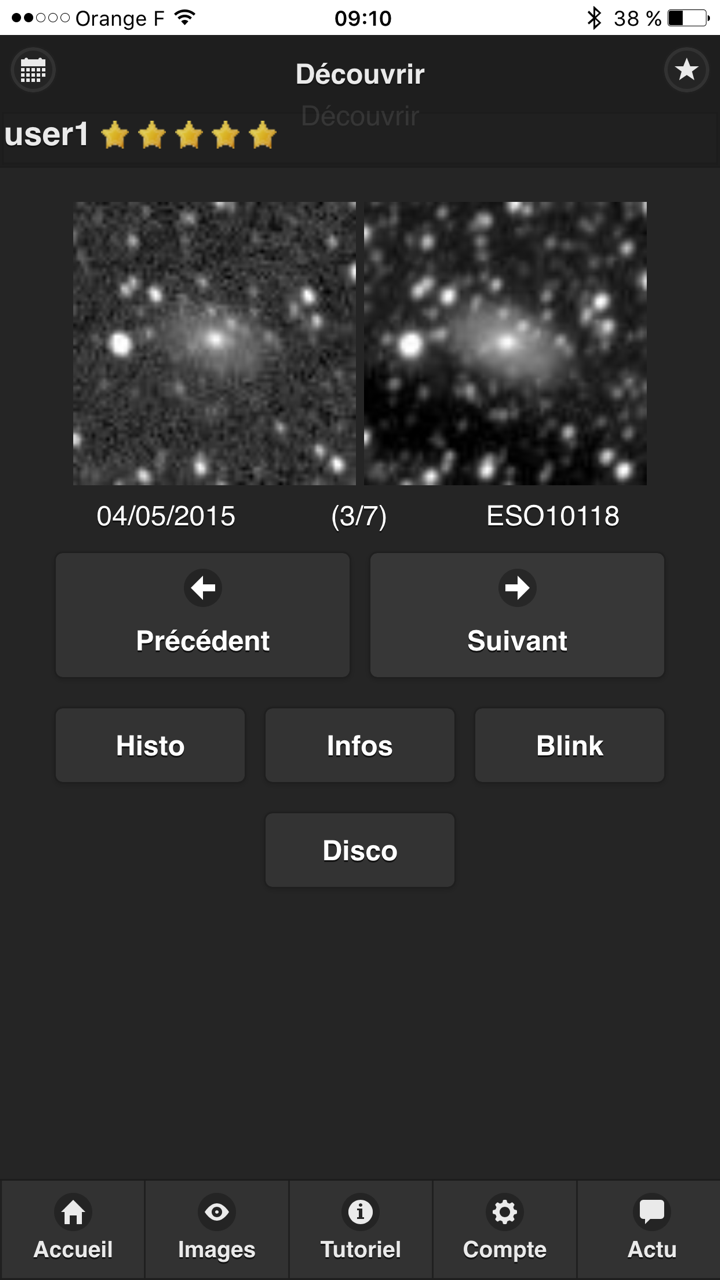 Orange F 09:10 38 %
Découvrir
Découvrir
user1
04/05/2015 (3/7) ESO10118
Précédent Suivant
Histo Infos Blink
Disco
Accueil Images Tutoriel Compte Actu